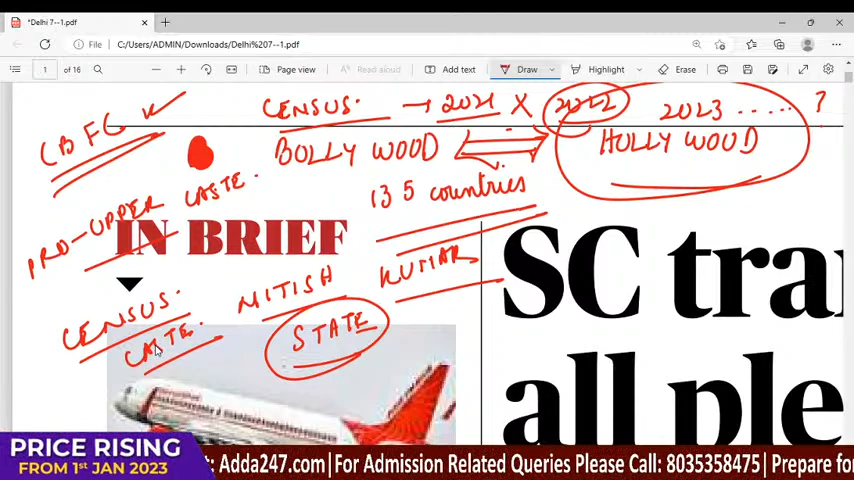 *Delhi 7--1.pdf
File C:/Users/ADMIN/Downloads/Delhi%207--1.pdf
1 of 16 Page view Read aloud Add text Draw Highlight Erase
CBFC CENSUS. → 2021 X 2022 2023 ..... ?
BOLLY WOOD HOLLY WOOD
PRO-UPPER CASTE.
135 countries
IN BRIEF
SC tra
CENSUS. NITISH KUMAR
CASTE. STATE
all ple
PRICE RISING
FROM 1st JAN 2023
t: Adda247.com|For Admission Related Queries Please Call: 8035358475| Prepare fo